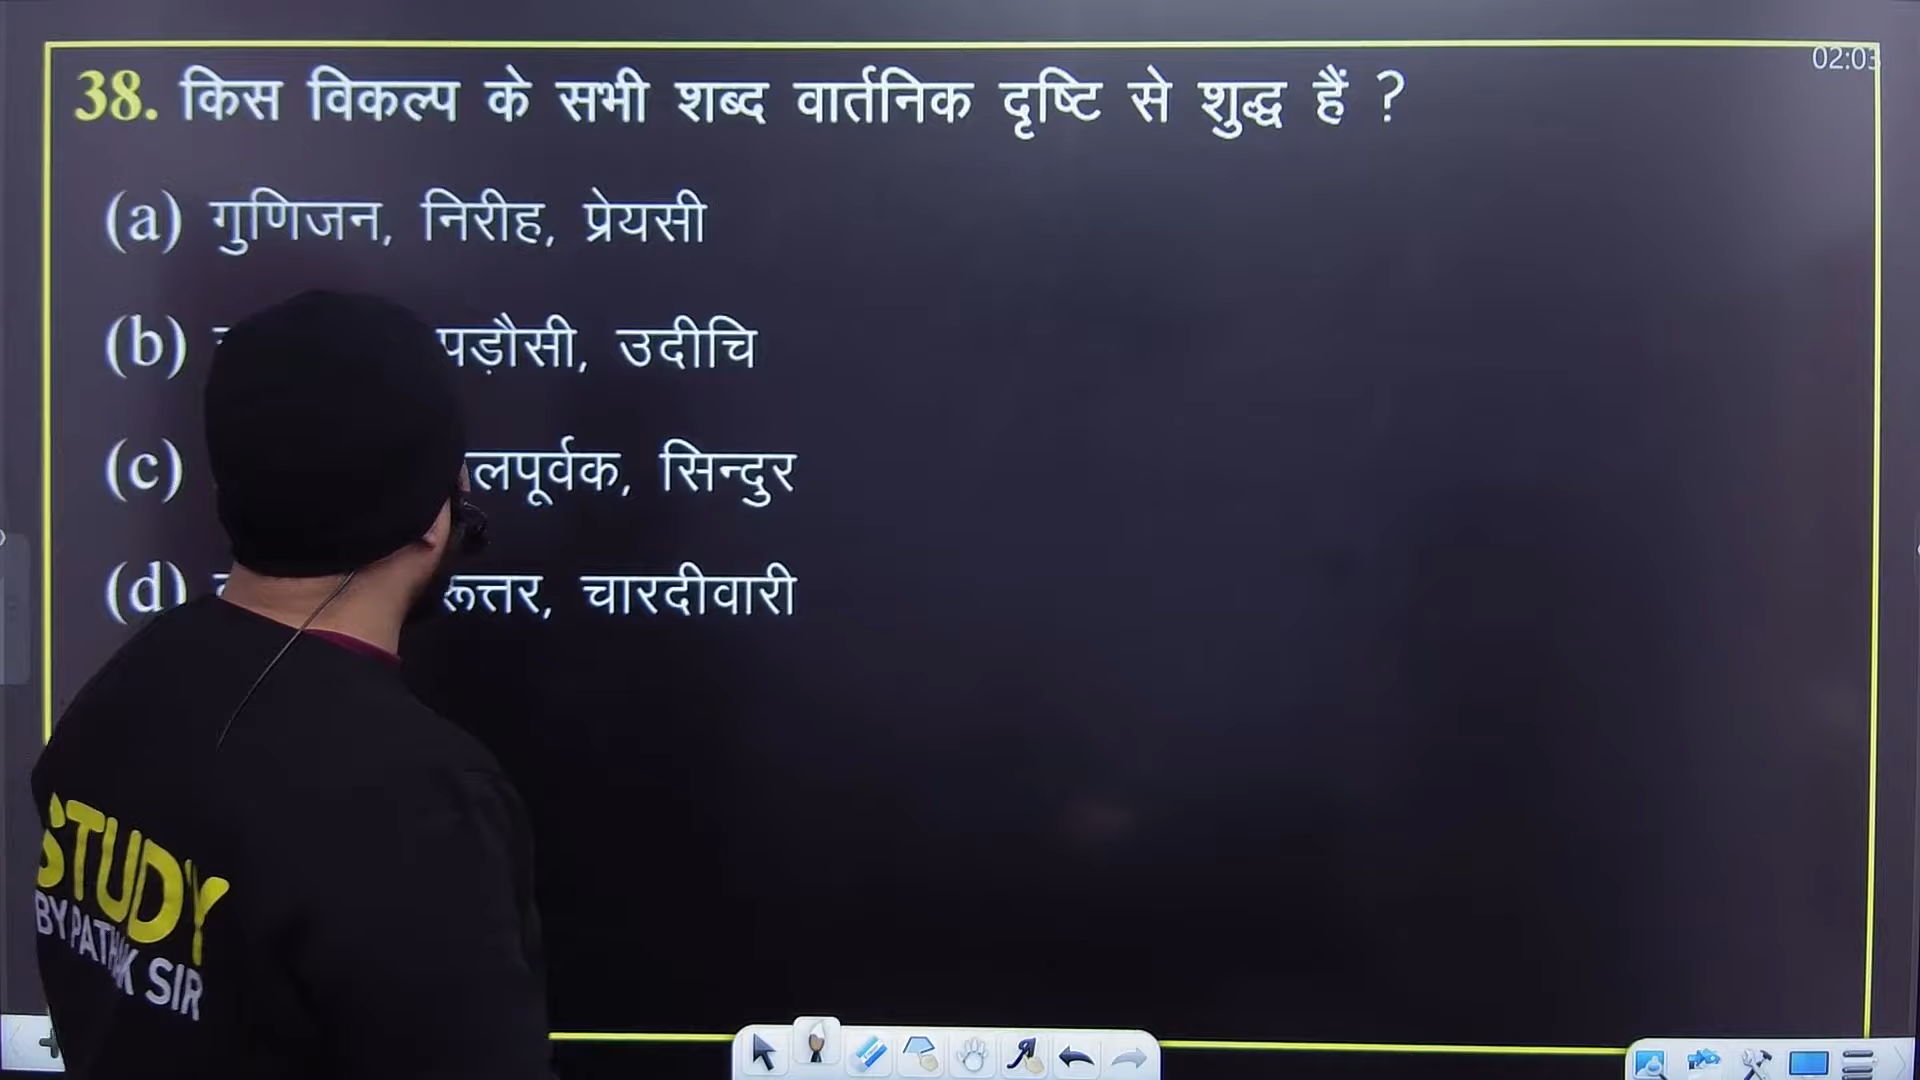 02:03
38. किस विकल्प के सभी शब्द वार्तनिक दृष्टि से शुद्ध हैं ?
(a) गुणिजन, निरीह, प्रेयसी
(b) पड़ौसी, उदीचि
(c) लपूर्वक, सिन्दुर
(d) रूत्तर, चारदीवारी
STUDY
BY PATHAK SIR